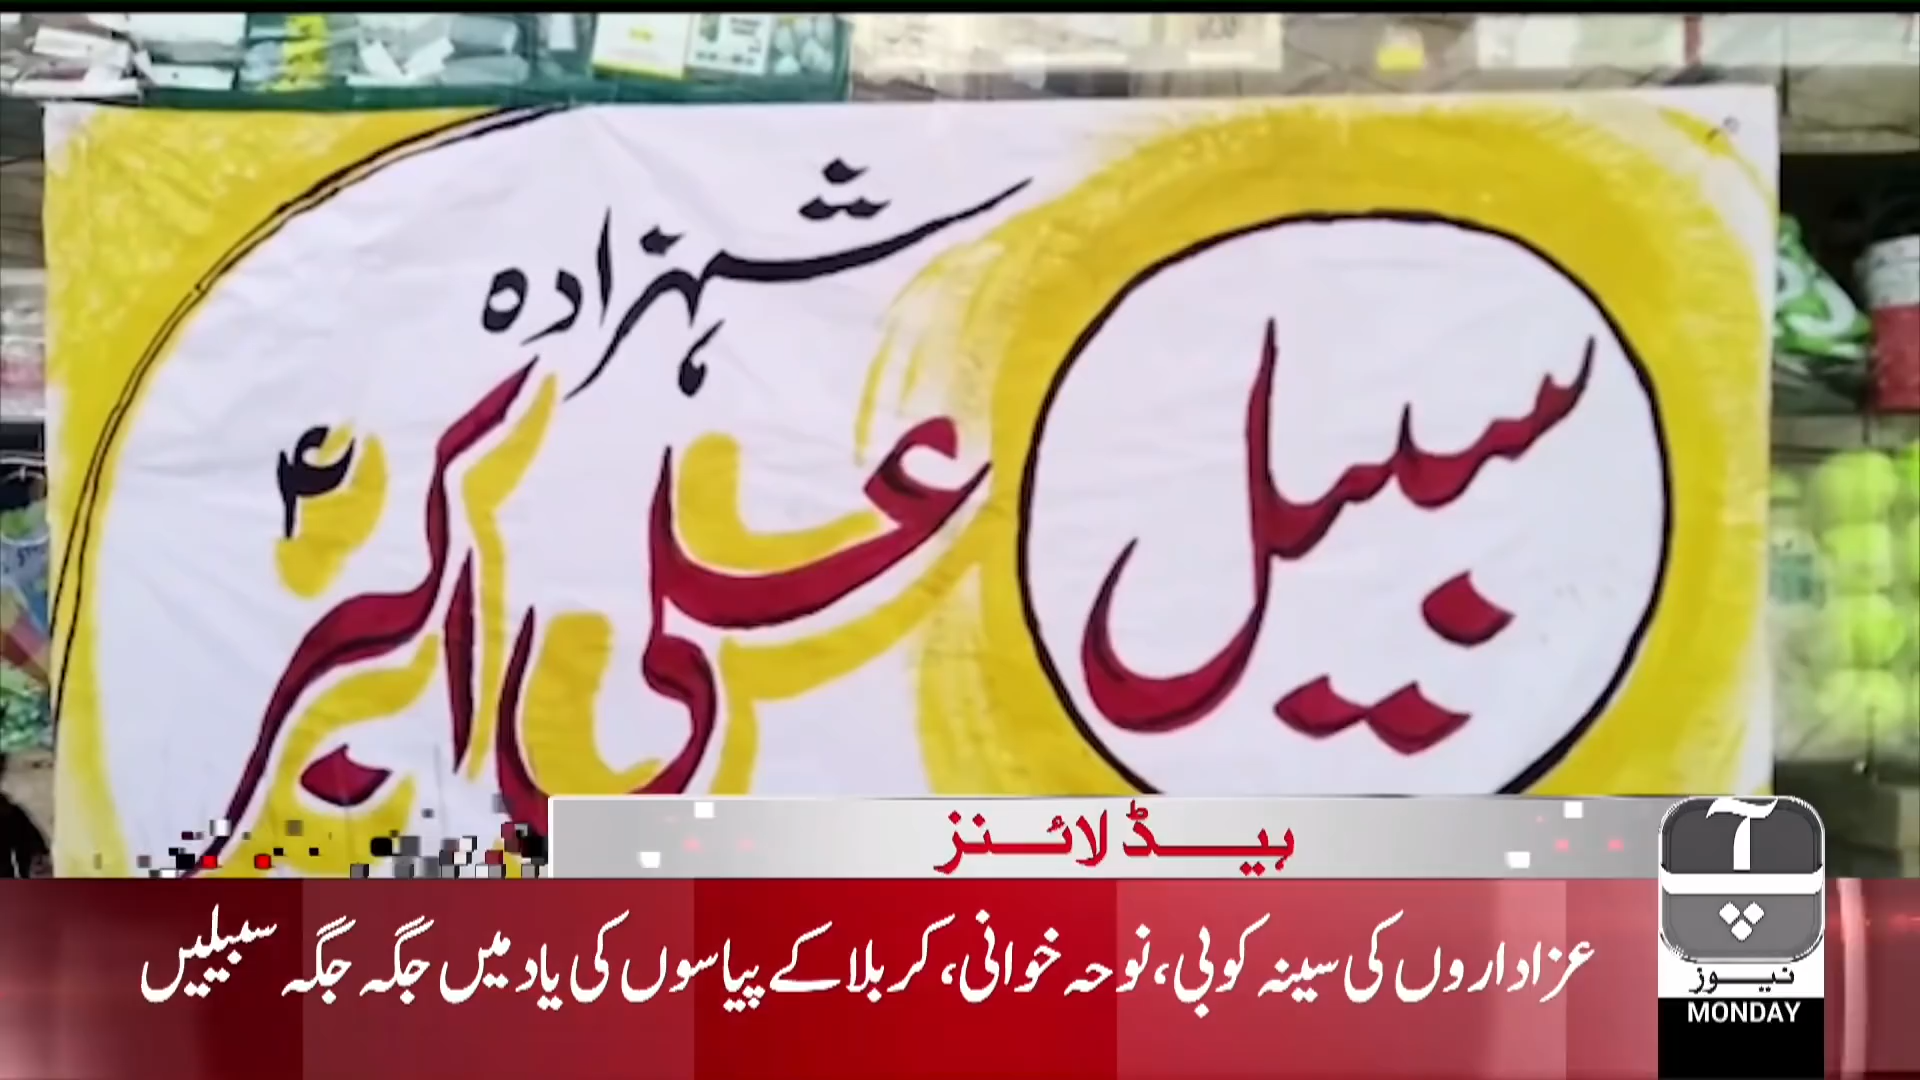 شہزادہ
سبیل
علی اکبر ؑ
ہیڈ لائنز
عزاداروں کی سینہ کوبی، نوحہ خوانی، کربلا کے پیاسوں کی یاد میں جگہ جگہ سبیلیں
آپ
نیوز
MONDAY